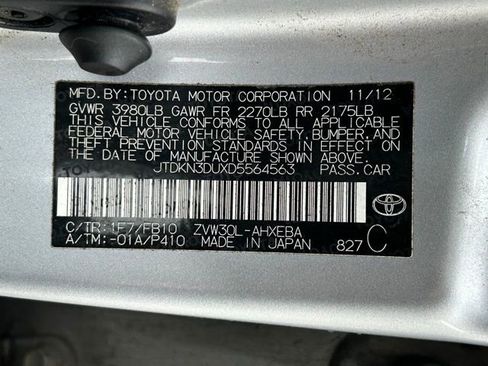 MFD. BY: TOYOTA MOTOR CORPORATION 11/12
GVWR 3980LB GAWR FR 2270LB RR 2175LB
THIS VEHICLE CONFORMS TO ALL APPLICABLE
FEDERAL MOTOR VEHICLE SAFETY, BUMPER, AND
THEFT PREVENTION STANDARDS IN EFFECT ON
THE DATE OF MANUFACTURE SHOWN ABOVE.
JTDKN3DUXD5564563 PASS. CAR
C/TR: 1F7/FB10 ZVW30L-AHXEBA
A/TM: -01A/P410 MADE IN JAPAN 827 C